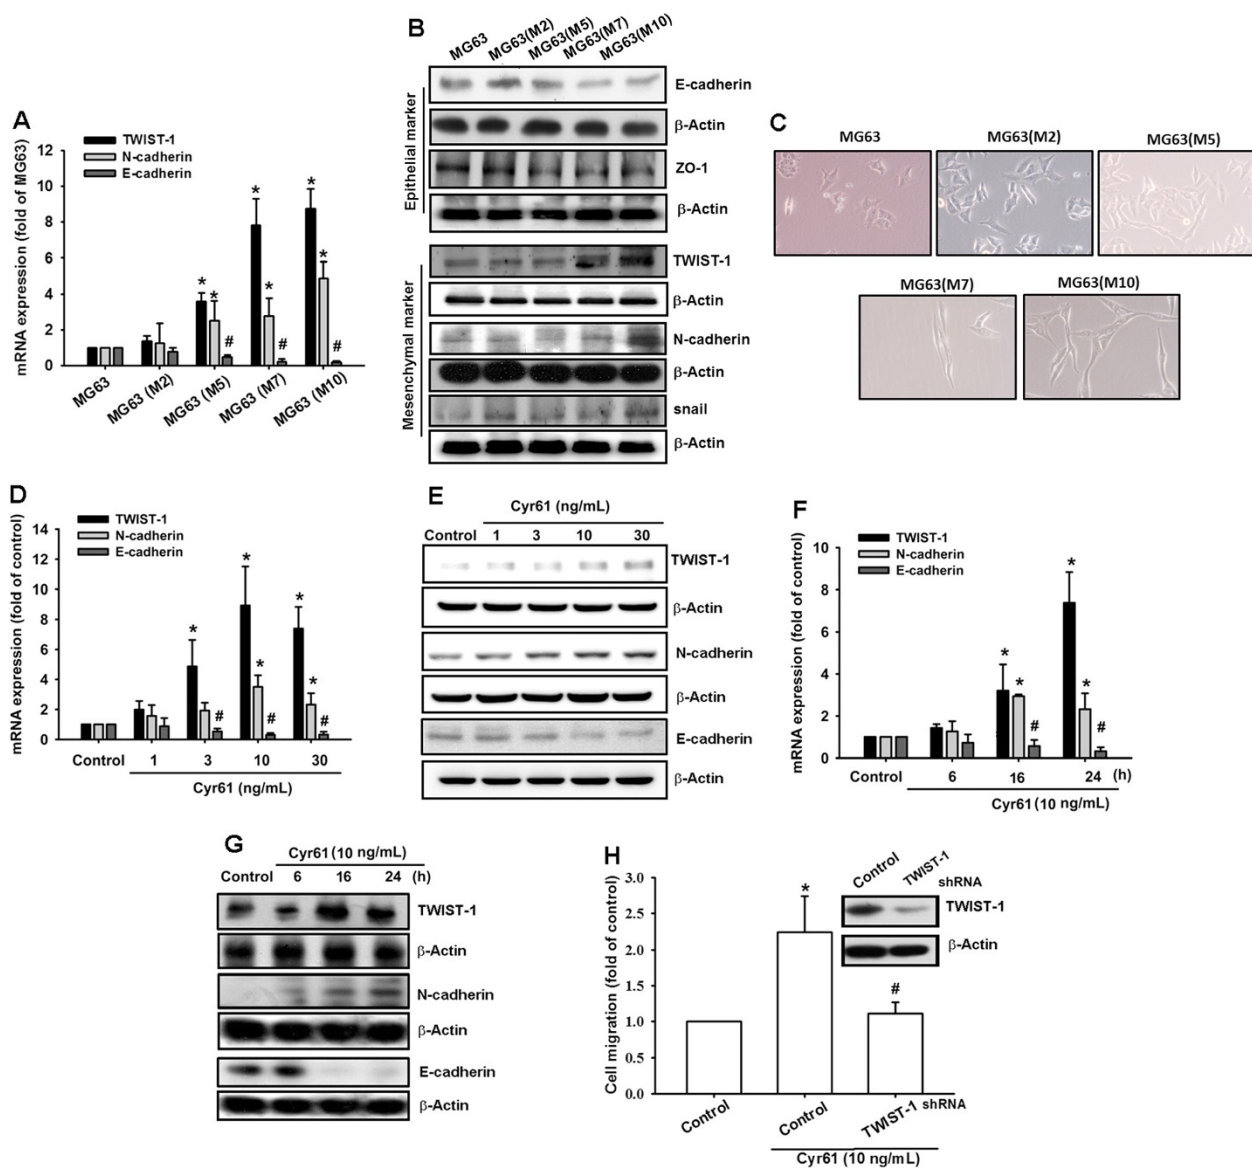 A
mRNA expression (fold of MG63)
TWIST-1
N-cadherin
E-cadherin
12
10
8
6
4
2
0
* * * * * *
# # #
MG63
MG63 (M2)
MG63 (M5)
MG63 (M7)
MG63 (M10)
B
MG63
MG63(M2)
MG63(M5)
MG63(M7)
MG63(M10)
Epithelial marker
E-cadherin
β-Actin
ZO-1
β-Actin
Mesenchymal marker
TWIST-1
β-Actin
N-cadherin
β-Actin
snail
β-Actin
C
MG63
MG63(M2)
MG63(M5)
MG63(M7)
MG63(M10)
D
mRNA expression (fold of control)
TWIST-1
N-cadherin
E-cadherin
14
12
10
8
6
4
2
0
* * * * *
# # #
Control 1 3 10 30
Cyr61 (ng/mL)
E
Cyr61 (ng/mL)
Control 1 3 10 30
TWIST-1
β-Actin
N-cadherin
β-Actin
E-cadherin
β-Actin
F
mRNA expression (fold of control)
TWIST-1
N-cadherin
E-cadherin
10
8
6
4
2
0
* * * *
# #
Control 6 16 24 (h)
Cyr61 (10 ng/mL)
G
Cyr61 (10 ng/mL)
Control 6 16 24 (h)
TWIST-1
β-Actin
N-cadherin
β-Actin
E-cadherin
β-Actin
H
Cell migration (fold of control)
3.0
2.5
2.0
1.5
1.0
0.5
0.0
*
#
Control
TWIST-1
shRNA
TWIST-1
β-Actin
Control
Control
TWIST-1 shRNA
Cyr61 (10 ng/mL)